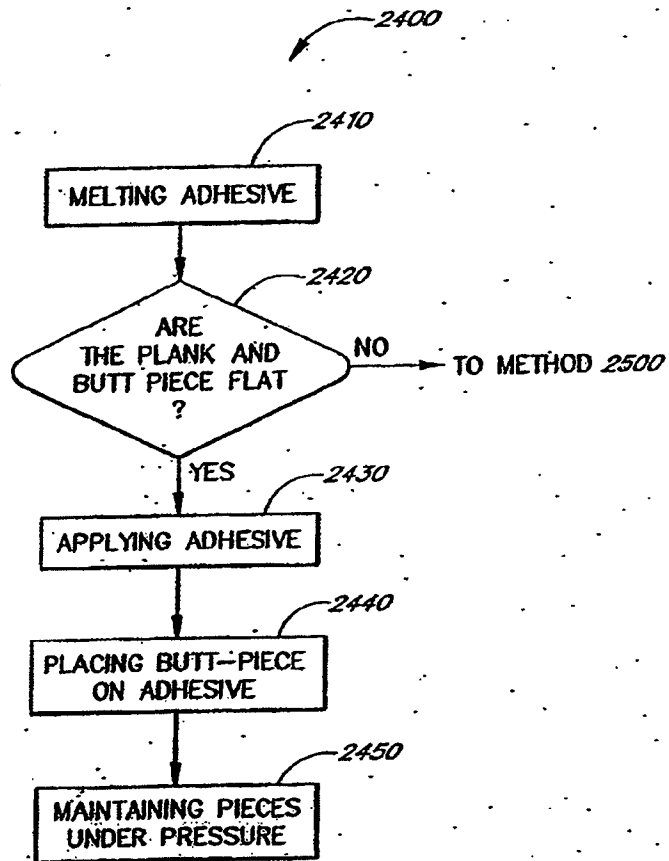 2400
2410
MELTING ADHESIVE
2420
ARE
THE PLANK AND
BUTT PIECE FLAT
?
NO
TO METHOD 2500
YES
2430
APPLYING ADHESIVE
2440
PLACING BUTT-PIECE
ON ADHESIVE
2450
MAINTAINING PIECES
UNDER PRESSURE